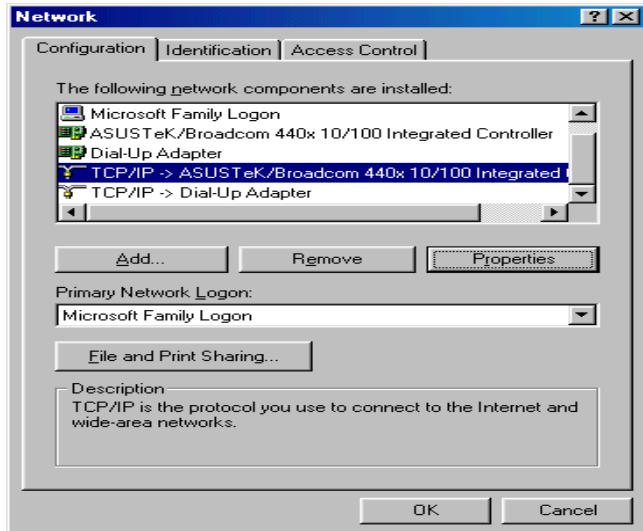 Network
Configuration Identification Access Control
The following network components are installed:
Microsoft Family Logon
ASUSTeK/Broadcom 440x 10/100 Integrated Controller
Dial-Up Adapter
TCP/IP -> ASUSTeK/Broadcom 440x 10/100 Integrated
TCP/IP -> Dial-Up Adapter
Add... Remove Properties
Primary Network Logon:
Microsoft Family Logon
File and Print Sharing...
Description
TCP/IP is the protocol you use to connect to the Internet and
wide-area networks.
OK Cancel